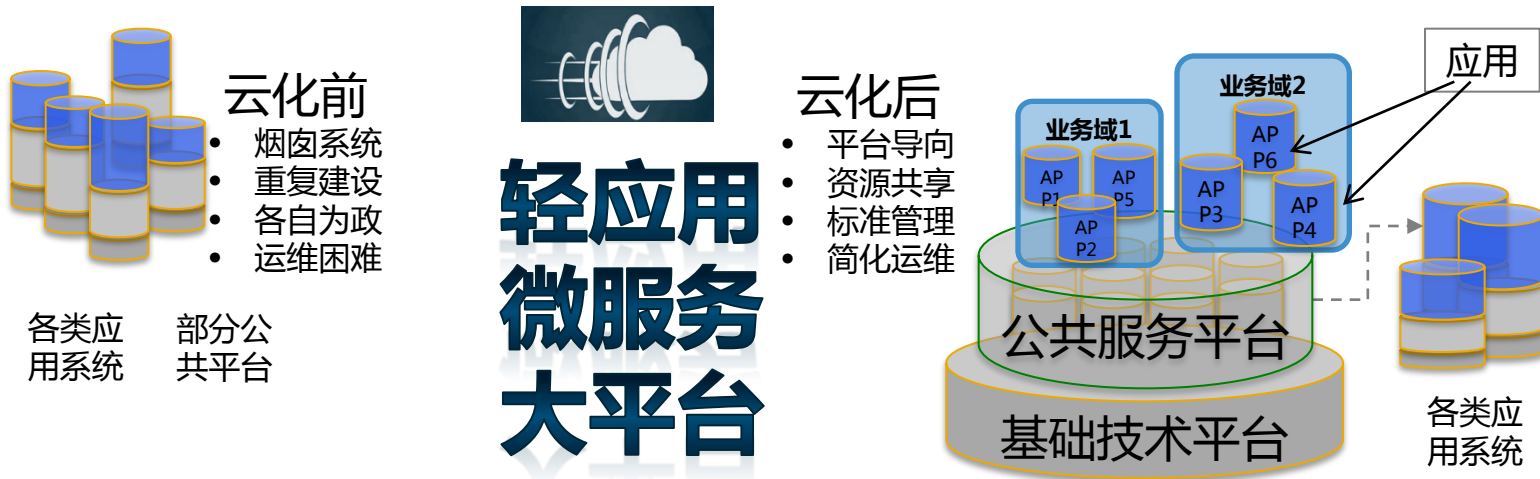 云化前
• 烟囱系统
• 重复建设
• 各自为政
• 运维困难
各类应
用系统
部分公
共平台
轻应用
微服务
大平台
云化后
• 平台导向
• 资源共享
• 标准管理
• 简化运维
应用
业务域1
AP
P1
AP
P5
AP
P2
业务域2
AP
P6
AP
P3
AP
P4
公共服务平台
基础技术平台
各类应
用系统